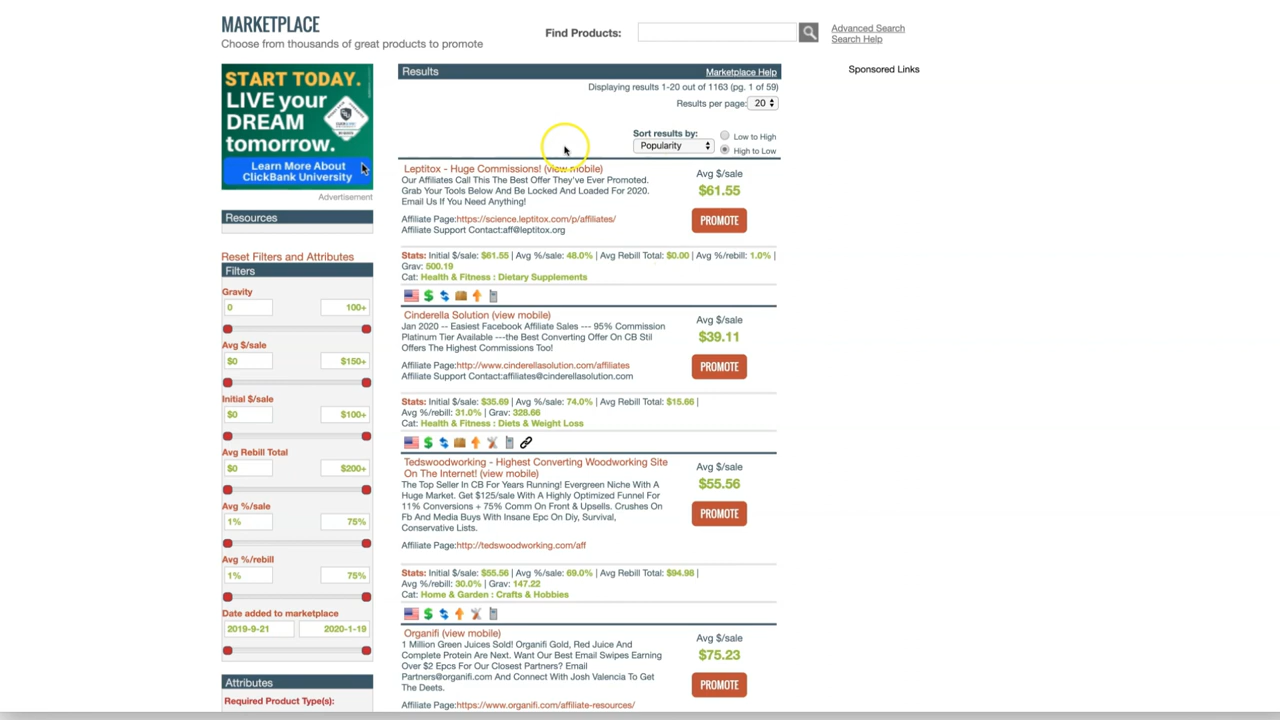 MARKETPLACE
Choose from thousands of great products to promote
Find Products:
Advanced Search
Search Help
START TODAY.
LIVE your
DREAM
tomorrow.
Learn More About
ClickBank University
Advertisement
Resources
Reset Filters and Attributes
Filters
Gravity
0 100+
Avg $/sale
$0 $150+
Initial $/sale
$0 $100+
Avg Rebill Total
$0 $200+
Avg %/sale
1% 75%
Avg %/rebill
1% 75%
Date added to marketplace
2019-9-21 2020-1-19
Attributes
Required Product Type(s):
Results Marketplace Help
Displaying results 1-20 out of 1163 (pg. 1 of 59)
Results per page: 20
Sort results by:
Popularity
Low to High
High to Low
Leptitox - Huge Commissions! (view mobile)
Our Affiliates Call This The Best Offer They've Ever Promoted.
Grab Your Tools Below And Be Locked And Loaded For 2020.
Email Us If You Need Anything!
Affiliate Page:https://science.leptitox.com/p/affiliates/
Affiliate Support Contact:aff@leptitox.org
Avg $/sale
$61.55
PROMOTE
Stats: Initial $/sale: $61.55 | Avg %/sale: 48.0% | Avg Rebill Total: $0.00 | Avg %/rebill: 1.0% |
Grav: 500.19
Cat: Health & Fitness : Dietary Supplements
Cinderella Solution (view mobile)
Jan 2020 -- Easiest Facebook Affiliate Sales --- 95% Commission
Platinum Tier Available ---the Best Converting Offer On CB Stil
Offers The Highest Commissions Too!
Affiliate Page:http://www.cinderellasolution.com/affiliates
Affiliate Support Contact:affiliates@cinderellasolution.com
Avg $/sale
$39.11
PROMOTE
Stats: Initial $/sale: $35.69 | Avg %/sale: 74.0% | Avg Rebill Total: $15.66 |
Avg %/rebill: 31.0% | Grav: 328.66
Cat: Health & Fitness : Diets & Weight Loss
Tedswoodworking - Highest Converting Woodworking Site
On The Internet! (view mobile)
The Top Seller In CB For Years Running! Evergreen Niche With A
Huge Market. Get $125/sale With A Highly Optimized Funnel For
11% Conversions + 75% Comm On Front & Upsells. Crushes On
Fb And Media Buys With Insane Epc On Diy, Survival,
Conservative Lists.
Affiliate Page:http://tedswoodworking.com/aff
Avg $/sale
$55.56
PROMOTE
Stats: Initial $/sale: $55.56 | Avg %/sale: 69.0% | Avg Rebill Total: $94.98 |
Avg %/rebill: 30.0% | Grav: 147.22
Cat: Home & Garden : Crafts & Hobbies
Organifi (view mobile)
1 Million Green Juices Sold! Organifi Gold, Red Juice And
Complete Protein Are Next. Want Our Best Email Swipes Earning
Over $2 Epcs For Our Closest Partners? Email
Partners@organifi.com And Connect With Josh Valencia To Get
The Deets.
Affiliate Page:https://www.organifi.com/affiliate-resources/
Avg $/sale
$75.23
PROMOTE
Sponsored Links